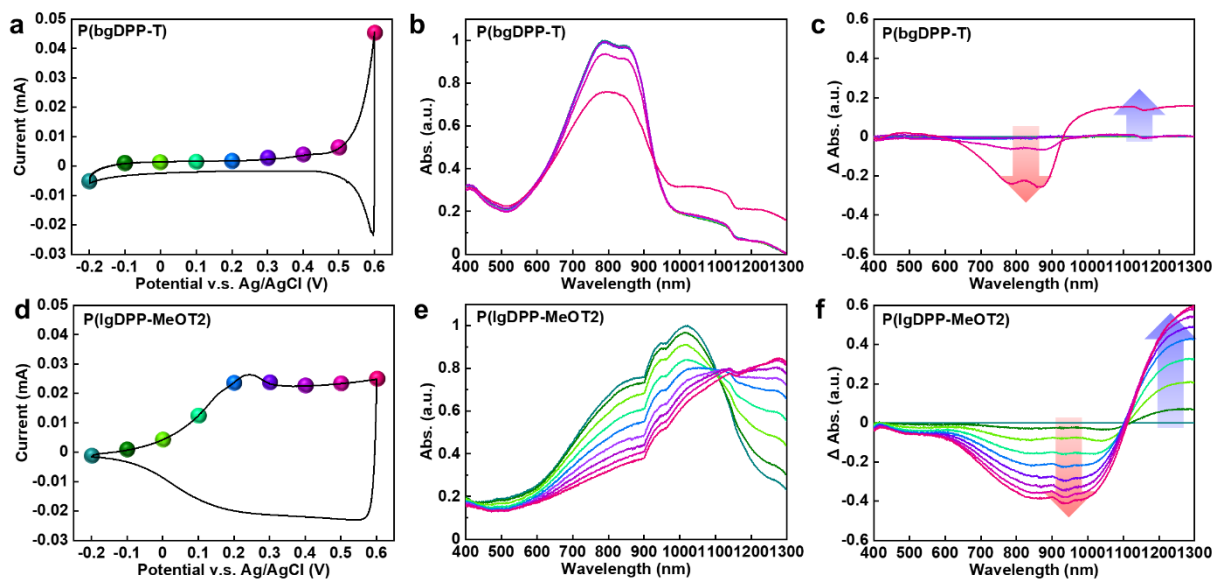 a
P(bgDPP-T)
0.05
0.04
0.03
0.02
0.01
0
-0.01
-0.02
-0.03
Current (mA)
-0.2 -0.1 0 0.1 0.2 0.3 0.4 0.5 0.6
Potential v.s. Ag/AgCl (V)
b
P(bgDPP-T)
1
0.8
0.6
0.4
0.2
0
Abs. (a.u.)
400 500 600 700 800 900 1000 1100 1200 1300
Wavelength (nm)
c
P(bgDPP-T)
0.6
0.4
0.2
0
-0.2
-0.4
-0.6
Δ Abs. (a.u.)
400 500 600 700 800 900 1000 1100 1200 1300
Wavelength (nm)
d
P(lgDPP-MeOT2)
0.05
0.04
0.03
0.02
0.01
0
-0.01
-0.02
-0.03
Current (mA)
-0.2 -0.1 0 0.1 0.2 0.3 0.4 0.5 0.6
Potential v.s. Ag/AgCl (V)
e
P(lgDPP-MeOT2)
1
0.8
0.6
0.4
0.2
0
Abs. (a.u.)
400 500 600 700 800 900 1000 1100 1200 1300
Wavelength (nm)
f
P(lgDPP-MeOT2)
0.6
0.4
0.2
0
-0.2
-0.4
-0.6
Δ Abs. (a.u.)
400 500 600 700 800 900 1000 1100 1200 1300
Wavelength (nm)